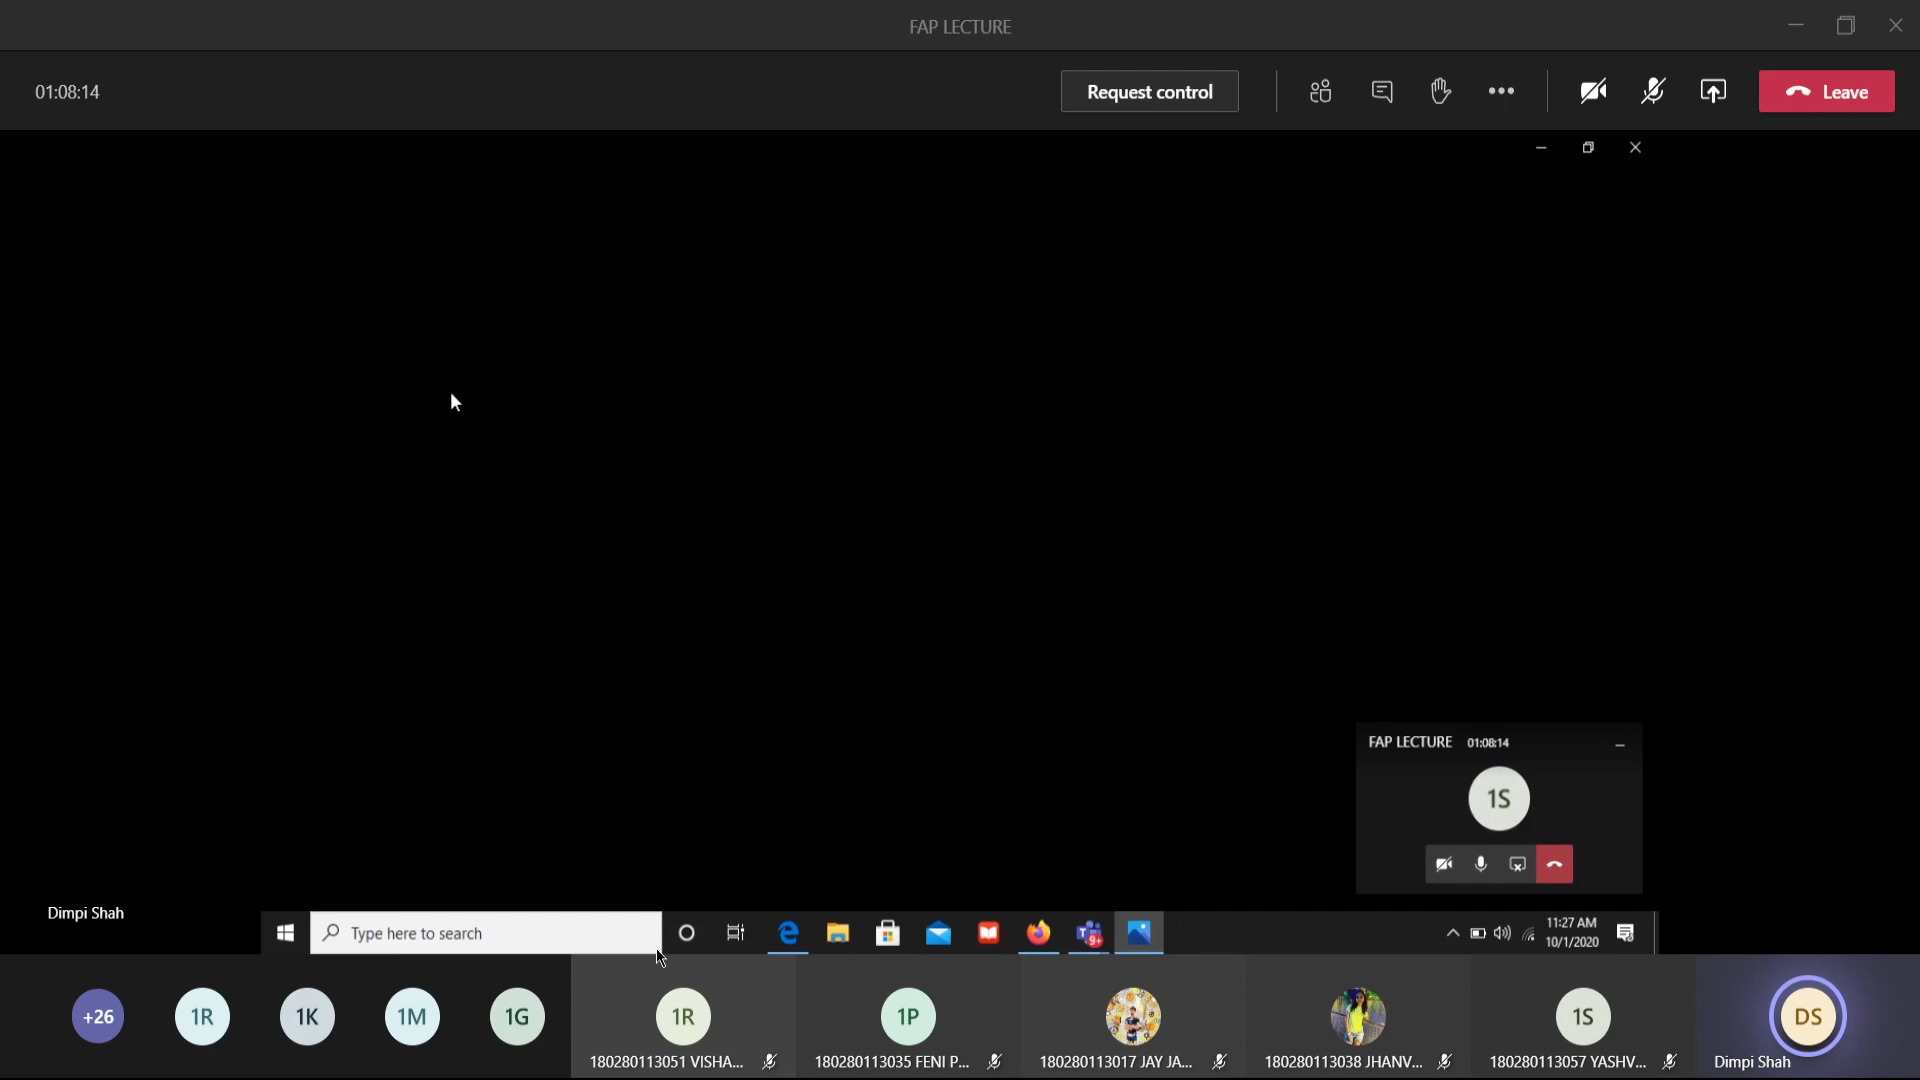 FAP LECTURE
01:08:14
Request control
Leave
FAP LECTURE 01:08:14
1S
Dimpi Shah
Type here to search
9+
11:27 AM
10/1/2020
+26
1R
1K
1M
1G
1R
1P
1S
DS
180280113051 VISHA...
180280113035 FENI P...
180280113017 JAY JA...
180280113038 JHANV...
180280113057 YASHV...
Dimpi Shah